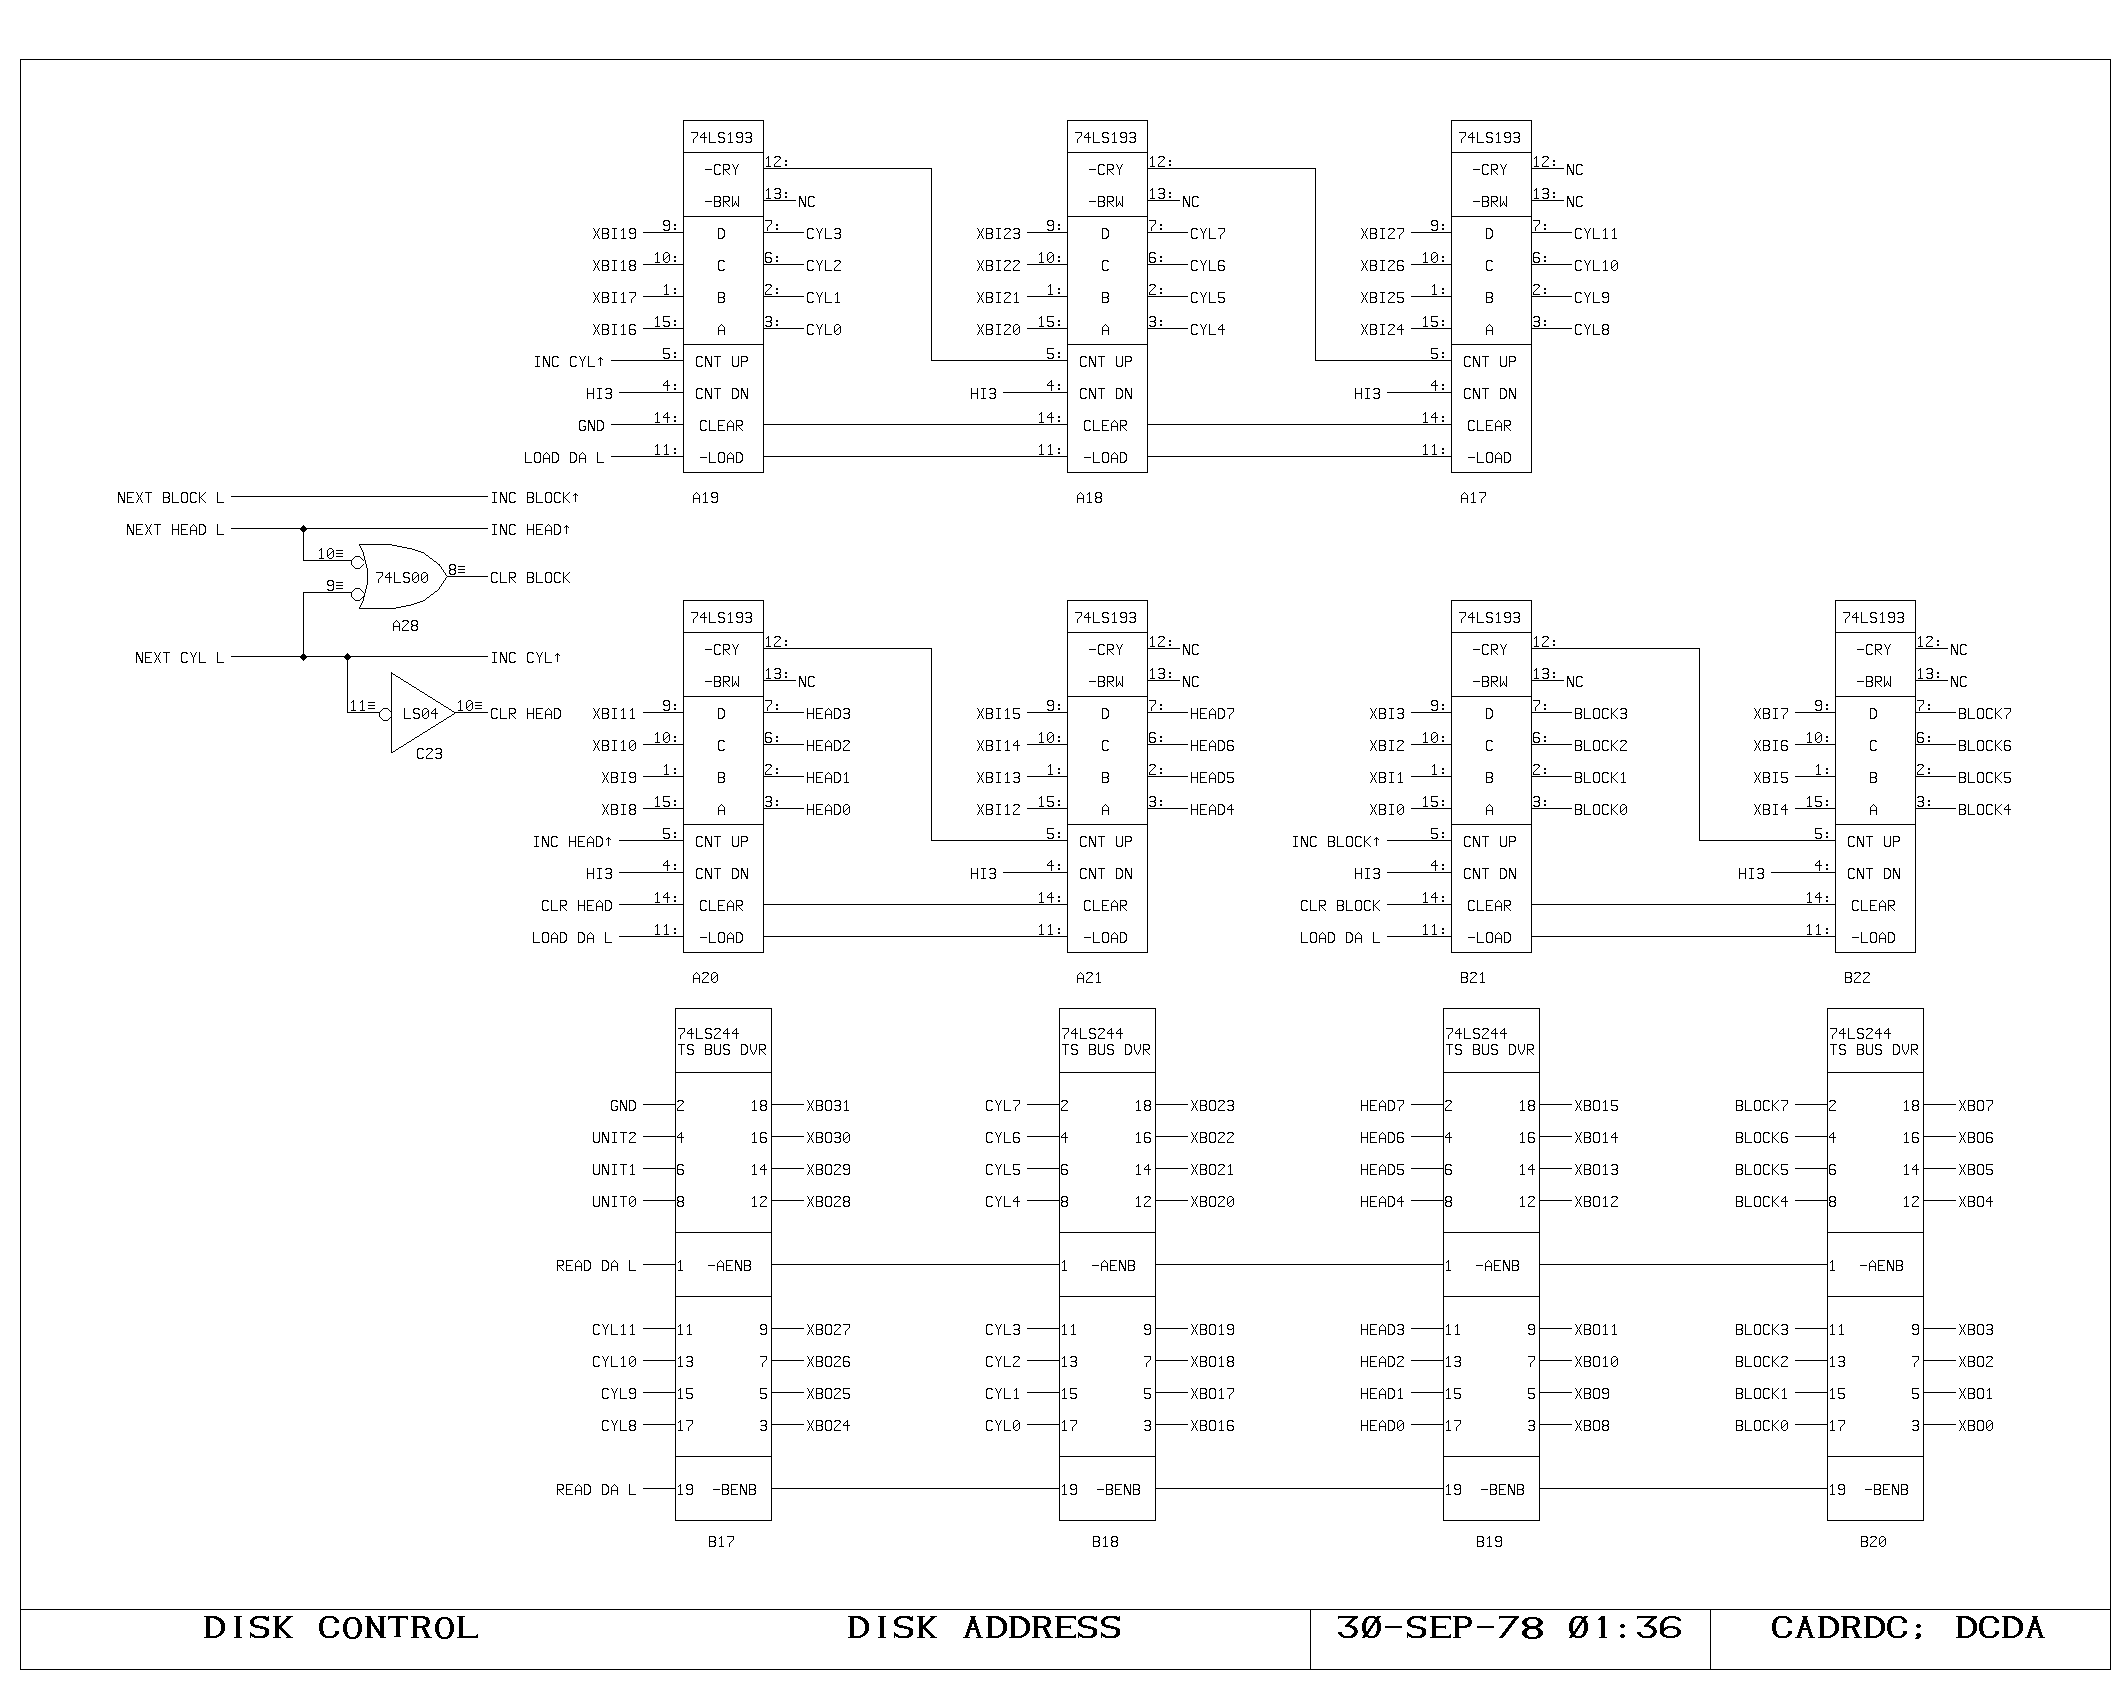 74LS193 74LS193 74LS193
-CRY 12: -CRY 12: -CRY 12: NC
-BRW 13: NC -BRW 13: NC -BRW 13: NC
XBI19 9: D 7: CYL3 XBI23 9: D 7: CYL7 XBI27 9: D 7: CYL11
XBI18 10: C 6: CYL2 XBI22 10: C 6: CYL6 XBI26 10: C 6: CYL10
XBI17 1: B 2: CYL1 XBI21 1: B 2: CYL5 XBI25 1: B 2: CYL9
XBI16 15: A 3: CYL0 XBI20 15: A 3: CYL4 XBI24 15: A 3: CYL8
INC CYL↑ 5: CNT UP 5: CNT UP 5: CNT UP
HI3 4: CNT DN HI3 4: CNT DN HI3 4: CNT DN
GND 14: CLEAR 14: CLEAR 14: CLEAR
LOAD DA L 11: -LOAD 11: -LOAD 11: -LOAD
A19 A18 A17
NEXT BLOCK L INC BLOCK↑
NEXT HEAD L INC HEAD↑
10≡
74LS00 8≡ CLR BLOCK
9≡
A28
NEXT CYL L INC CYL↑
11≡ LS04 10≡ CLR HEAD
C23
74LS193 74LS193 74LS193 74LS193
-CRY 12: -CRY 12: NC -CRY 12: -CRY 12: NC
-BRW 13: NC -BRW 13: NC -BRW 13: NC -BRW 13: NC
XBI11 9: D 7: HEAD3 XBI15 9: D 7: HEAD7 XBI3 9: D 7: BLOCK3 XBI7 9: D 7: BLOCK7
XBI10 10: C 6: HEAD2 XBI14 10: C 6: HEAD6 XBI2 10: C 6: BLOCK2 XBI6 10: C 6: BLOCK6
XBI9 1: B 2: HEAD1 XBI13 1: B 2: HEAD5 XBI1 1: B 2: BLOCK1 XBI5 1: B 2: BLOCK5
XBI8 15: A 3: HEAD0 XBI12 15: A 3: HEAD4 XBI0 15: A 3: BLOCK0 XBI4 15: A 3: BLOCK4
INC HEAD↑ 5: CNT UP 5: CNT UP INC BLOCK↑ 5: CNT UP 5: CNT UP
HI3 4: CNT DN HI3 4: CNT DN HI3 4: CNT DN HI3 4: CNT DN
CLR HEAD 14: CLEAR 14: CLEAR CLR BLOCK 14: CLEAR 14: CLEAR
LOAD DA L 11: -LOAD 11: -LOAD LOAD DA L 11: -LOAD 11: -LOAD
A20 A21 B21 B22
74LS244 74LS244 74LS244 74LS244
TS BUS DVR TS BUS DVR TS BUS DVR TS BUS DVR
GND 2 18 XBO31 CYL7 2 18 XBO23 HEAD7 2 18 XBO15 BLOCK7 2 18 XBO7
UNIT2 4 16 XBO30 CYL6 4 16 XBO22 HEAD6 4 16 XBO14 BLOCK6 4 16 XBO6
UNIT1 6 14 XBO29 CYL5 6 14 XBO21 HEAD5 6 14 XBO13 BLOCK5 6 14 XBO5
UNIT0 8 12 XBO28 CYL4 8 12 XBO20 HEAD4 8 12 XBO12 BLOCK4 8 12 XBO4
READ DA L 1 -AENB 1 -AENB 1 -AENB 1 -AENB
CYL11 11 9 XBO27 CYL3 11 9 XBO19 HEAD3 11 9 XBO11 BLOCK3 11 9 XBO3
CYL10 13 7 XBO26 CYL2 13 7 XBO18 HEAD2 13 7 XBO10 BLOCK2 13 7 XBO2
CYL9 15 5 XBO25 CYL1 15 5 XBO17 HEAD1 15 5 XBO9 BLOCK1 15 5 XBO1
CYL8 17 3 XBO24 CYL0 17 3 XBO16 HEAD0 17 3 XBO8 BLOCK0 17 3 XBO0
READ DA L 19 -BENB 19 -BENB 19 -BENB 19 -BENB
B17 B18 B19 B20
DISK CONTROL DISK ADDRESS 30-SEP-78 01:36 CADRDC; DCDA